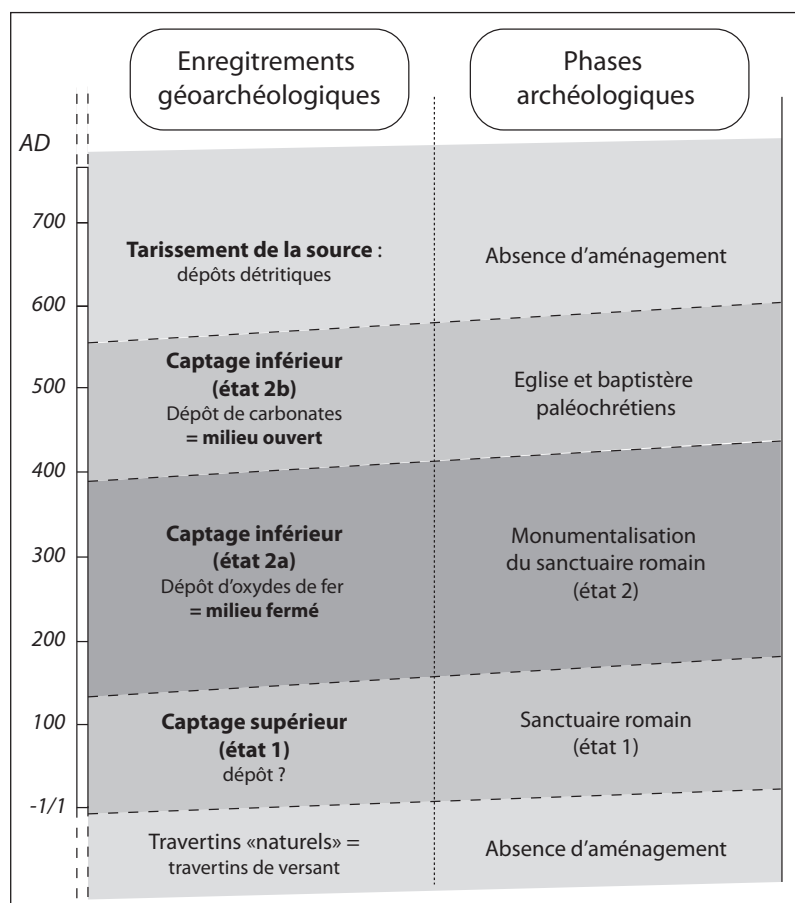 Enregitrements
géoarchéologiques
Phases
archéologiques
AD
700
Tarissement de la source :
dépôts détritiques
Absence d'aménagement
600
Captage inférieur
(état 2b)
Dépôt de carbonates
= milieu ouvert
Eglise et baptistère
paléochrétiens
500
400
Captage inférieur
(état 2a)
Dépôt d'oxydes de fer
= milieu fermé
Monumentalisation
du sanctuaire romain
(état 2)
300
200
Captage supérieur
(état 1)
dépôt ?
Sanctuaire romain
(état 1)
100
-1/1
Travertins «naturels» =
travertins de versant
Absence d'aménagement